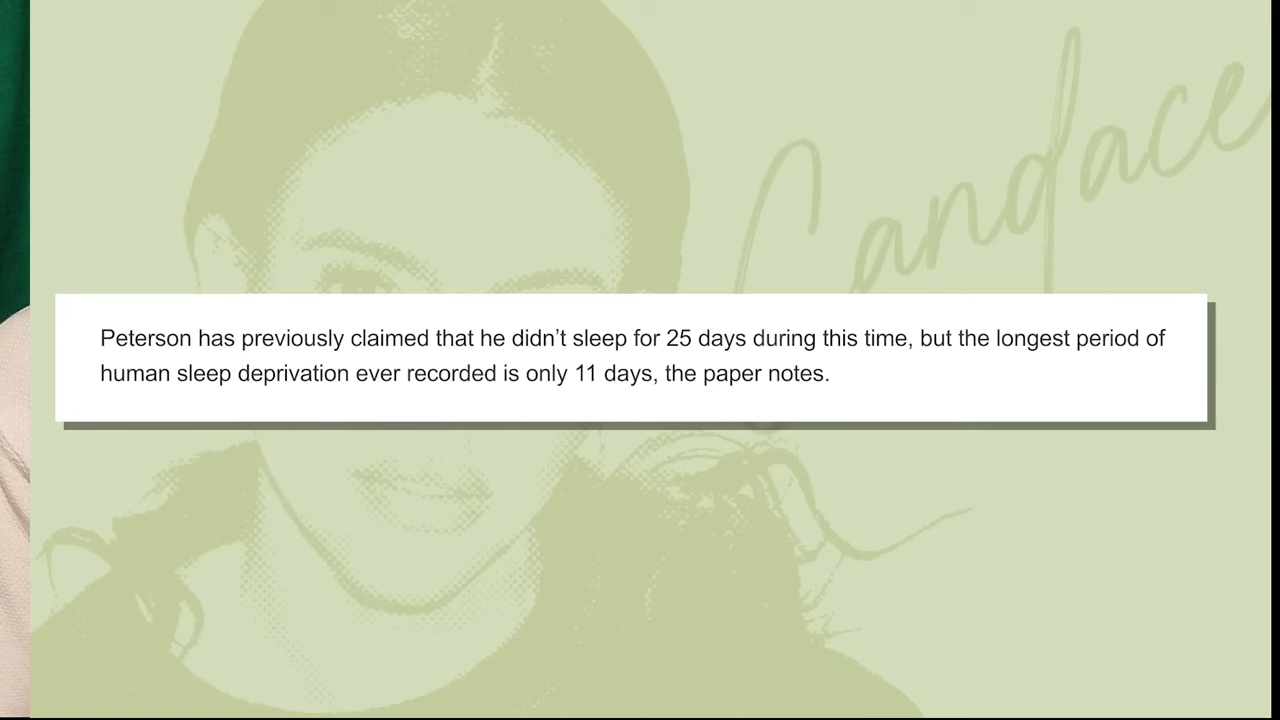 Candace
Peterson has previously claimed that he didn’t sleep for 25 days during this time, but the longest period of
human sleep deprivation ever recorded is only 11 days, the paper notes.